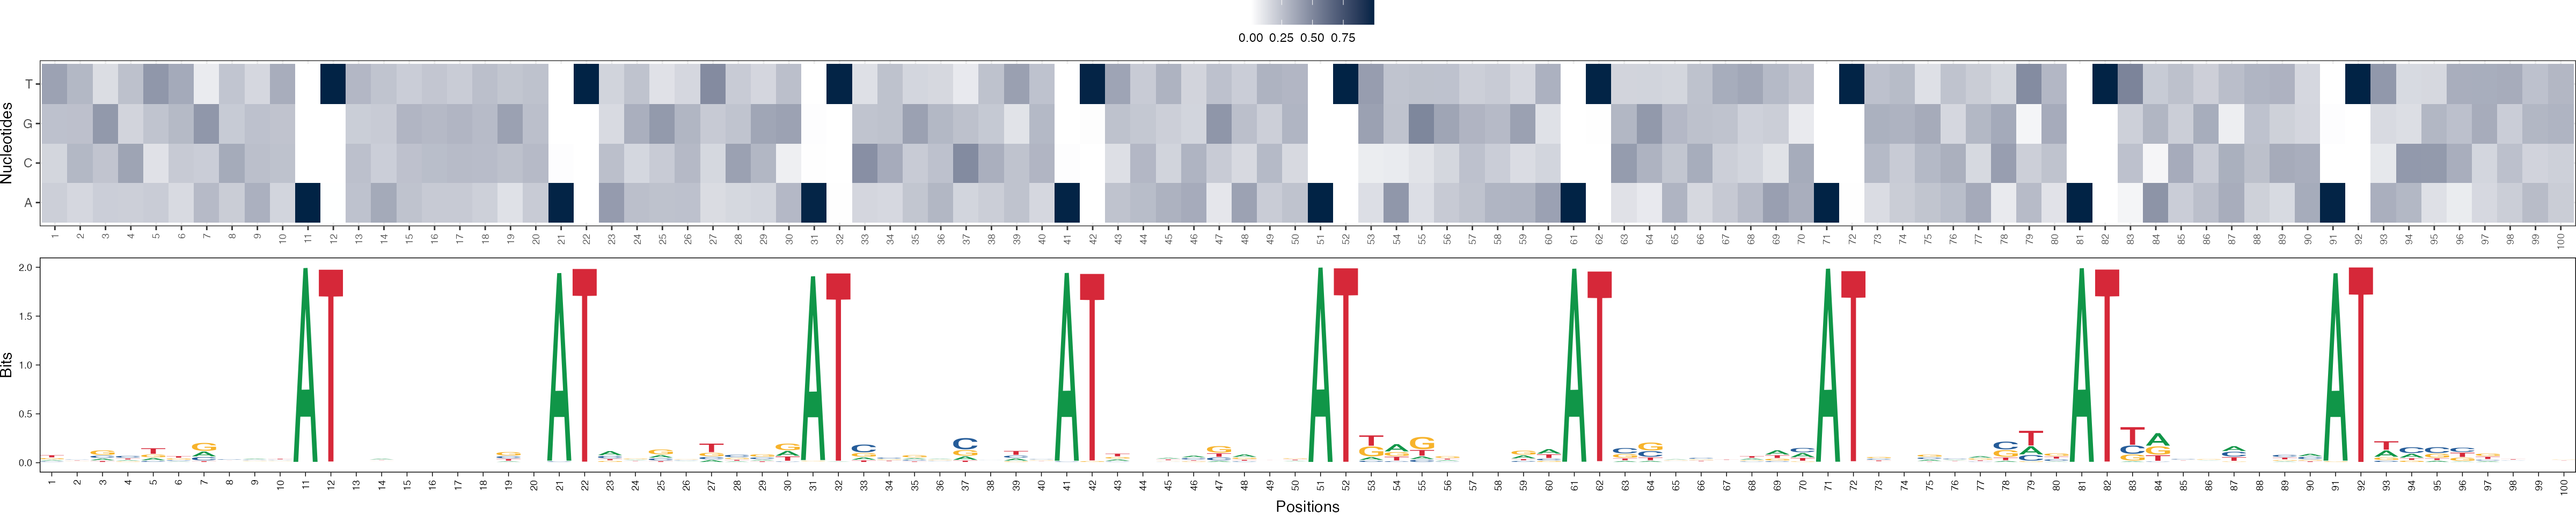 0.00 0.25 0.50 0.75
Nucleotides
T
G
C
A
1 2 3 4 5 6 7 8 9 10 11 12 13 14 15 16 17 18 19 20 21 22 23 24 25 26 27 28 29 30 31 32 33 34 35 36 37 38 39 40 41 42 43 44 45 46 47 48 49 50 51 52 53 54 55 56 57 58 59 60 61 62 63 64 65 66 67 68 69 70 71 72 73 74 75 76 77 78 79 80 81 82 83 84 85 86 87 88 89 90 91 92 93 94 95 96 97 98 99 100
Bits
2.0
1.5
1.0
0.5
0.0
A T A T A T A T A T A T A T A T A T
1 2 3 4 5 6 7 8 9 10 11 12 13 14 15 16 17 18 19 20 21 22 23 24 25 26 27 28 29 30 31 32 33 34 35 36 37 38 39 40 41 42 43 44 45 46 47 48 49 50 51 52 53 54 55 56 57 58 59 60 61 62 63 64 65 66 67 68 69 70 71 72 73 74 75 76 77 78 79 80 81 82 83 84 85 86 87 88 89 90 91 92 93 94 95 96 97 98 99 100
Positions